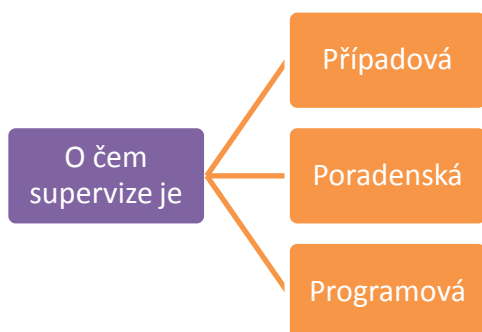 O čem
supervize je
Případová
Poradenská
Programová